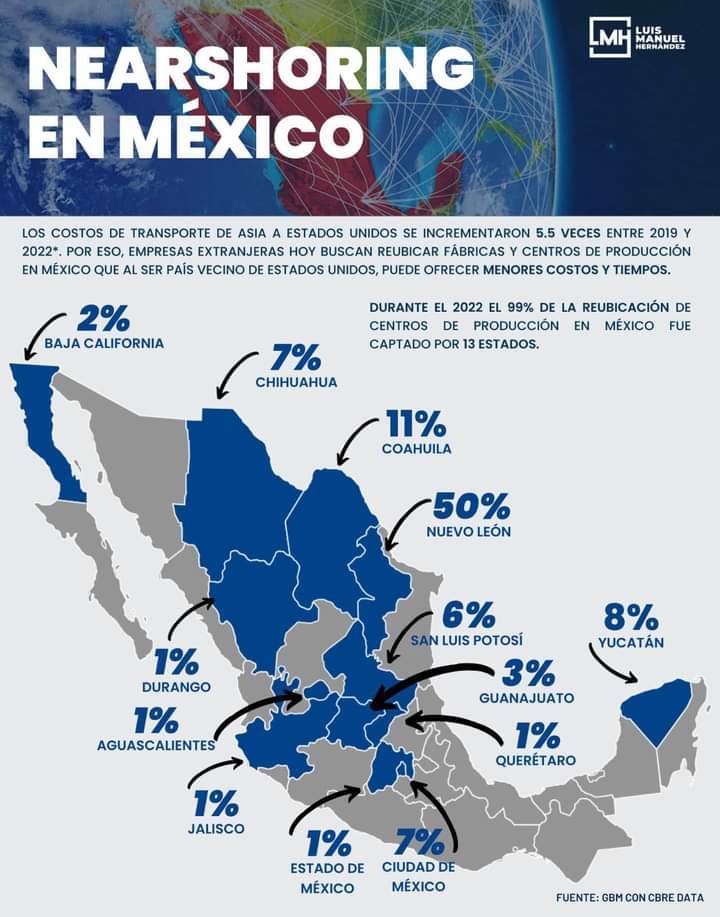 NEARSHORING
EN MÉXICO
LMH LUIS
MANUEL
HERNÁNDEZ
LOS COSTOS DE TRANSPORTE DE ASIA A ESTADOS UNIDOS SE INCREMENTARON 5.5 VECES ENTRE 2019 Y
2022*. POR ESO, EMPRESAS EXTRANJERAS HOY BUSCAN REUBICAR FÁBRICAS Y CENTROS DE PRODUCCIÓN
EN MÉXICO QUE AL SER PAÍS VECINO DE ESTADOS UNIDOS, PUEDE OFRECER MENORES COSTOS Y TIEMPOS.
DURANTE EL 2022 EL 99% DE LA REUBICACIÓN DE
CENTROS DE PRODUCCIÓN EN MÉXICO FUE
CAPTADO POR 13 ESTADOS.
2%
BAJA CALIFORNIA
7%
CHIHUAHUA
11%
COAHUILA
50%
NUEVO LEÓN
6%
SAN LUIS POTOSÍ
8%
YUCATÁN
1%
DURANGO
3%
GUANAJUATO
1%
AGUASCALIENTES
1%
QUERÉTARO
1%
JALISCO
1%
ESTADO DE
MÉXICO
7%
CIUDAD DE
MÉXICO
FUENTE: GBM CON CBRE DATA